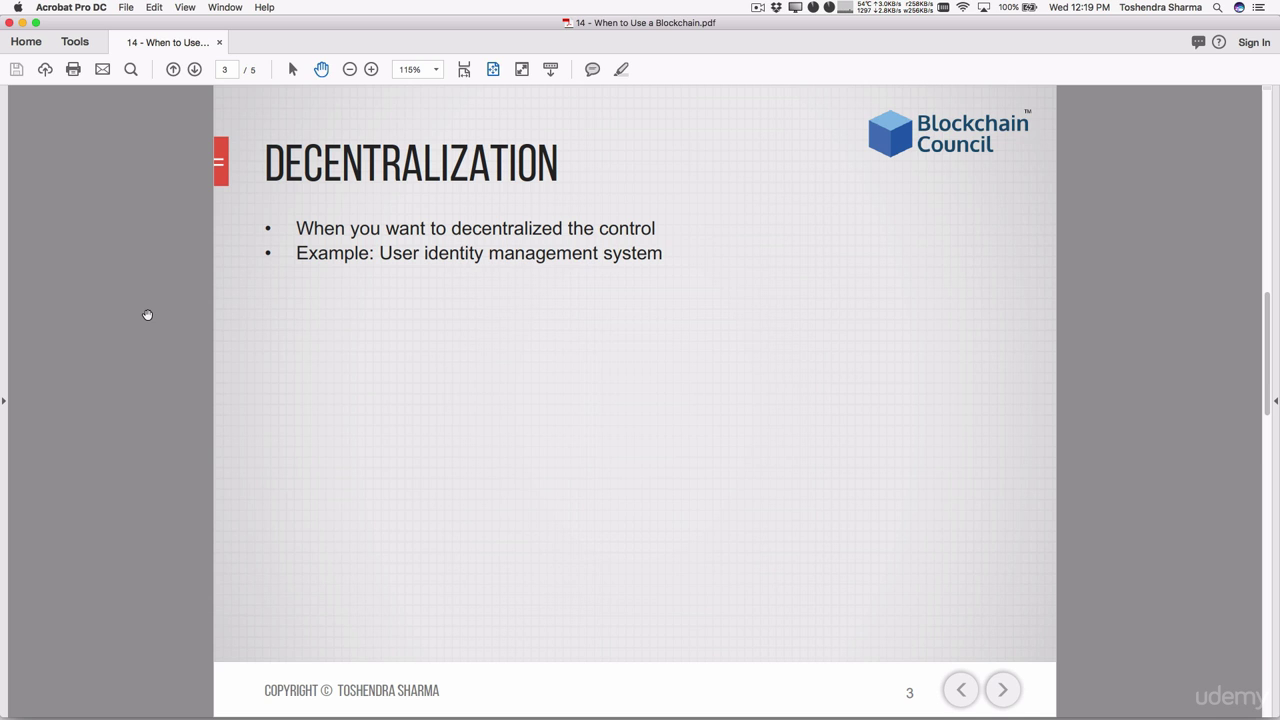 Acrobat Pro DC File Edit View Window Help
54°C ↑3.0KB/s r258KB/s
1297 ↓2.8KB/s w256KB/s
100% Wed 12:19 PM Toshendra Sharma
14 - When to Use a Blockchain.pdf
Home Tools 14 - When to Use... × ? Sign In
3 / 5 115%
Blockchain™
Council
DECENTRALIZATION
• When you want to decentralized the control
• Example: User identity management system
COPYRIGHT © TOSHENDRA SHARMA
3
udemy